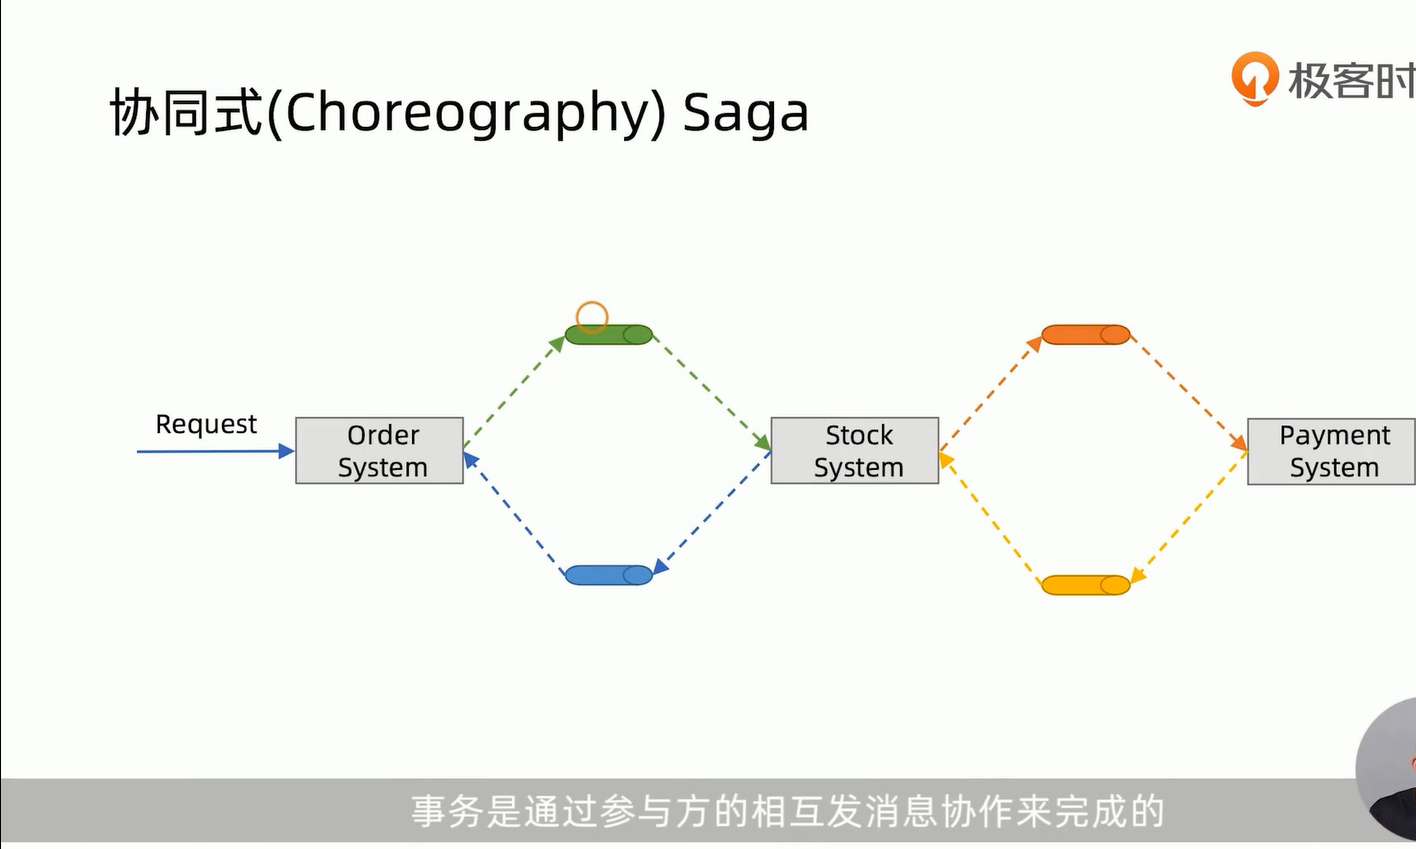 极客时
协同式(Choreography) Saga
Request
Order
System
Stock
System
Payment
System
事务是通过参与方的相互发消息协作来完成的